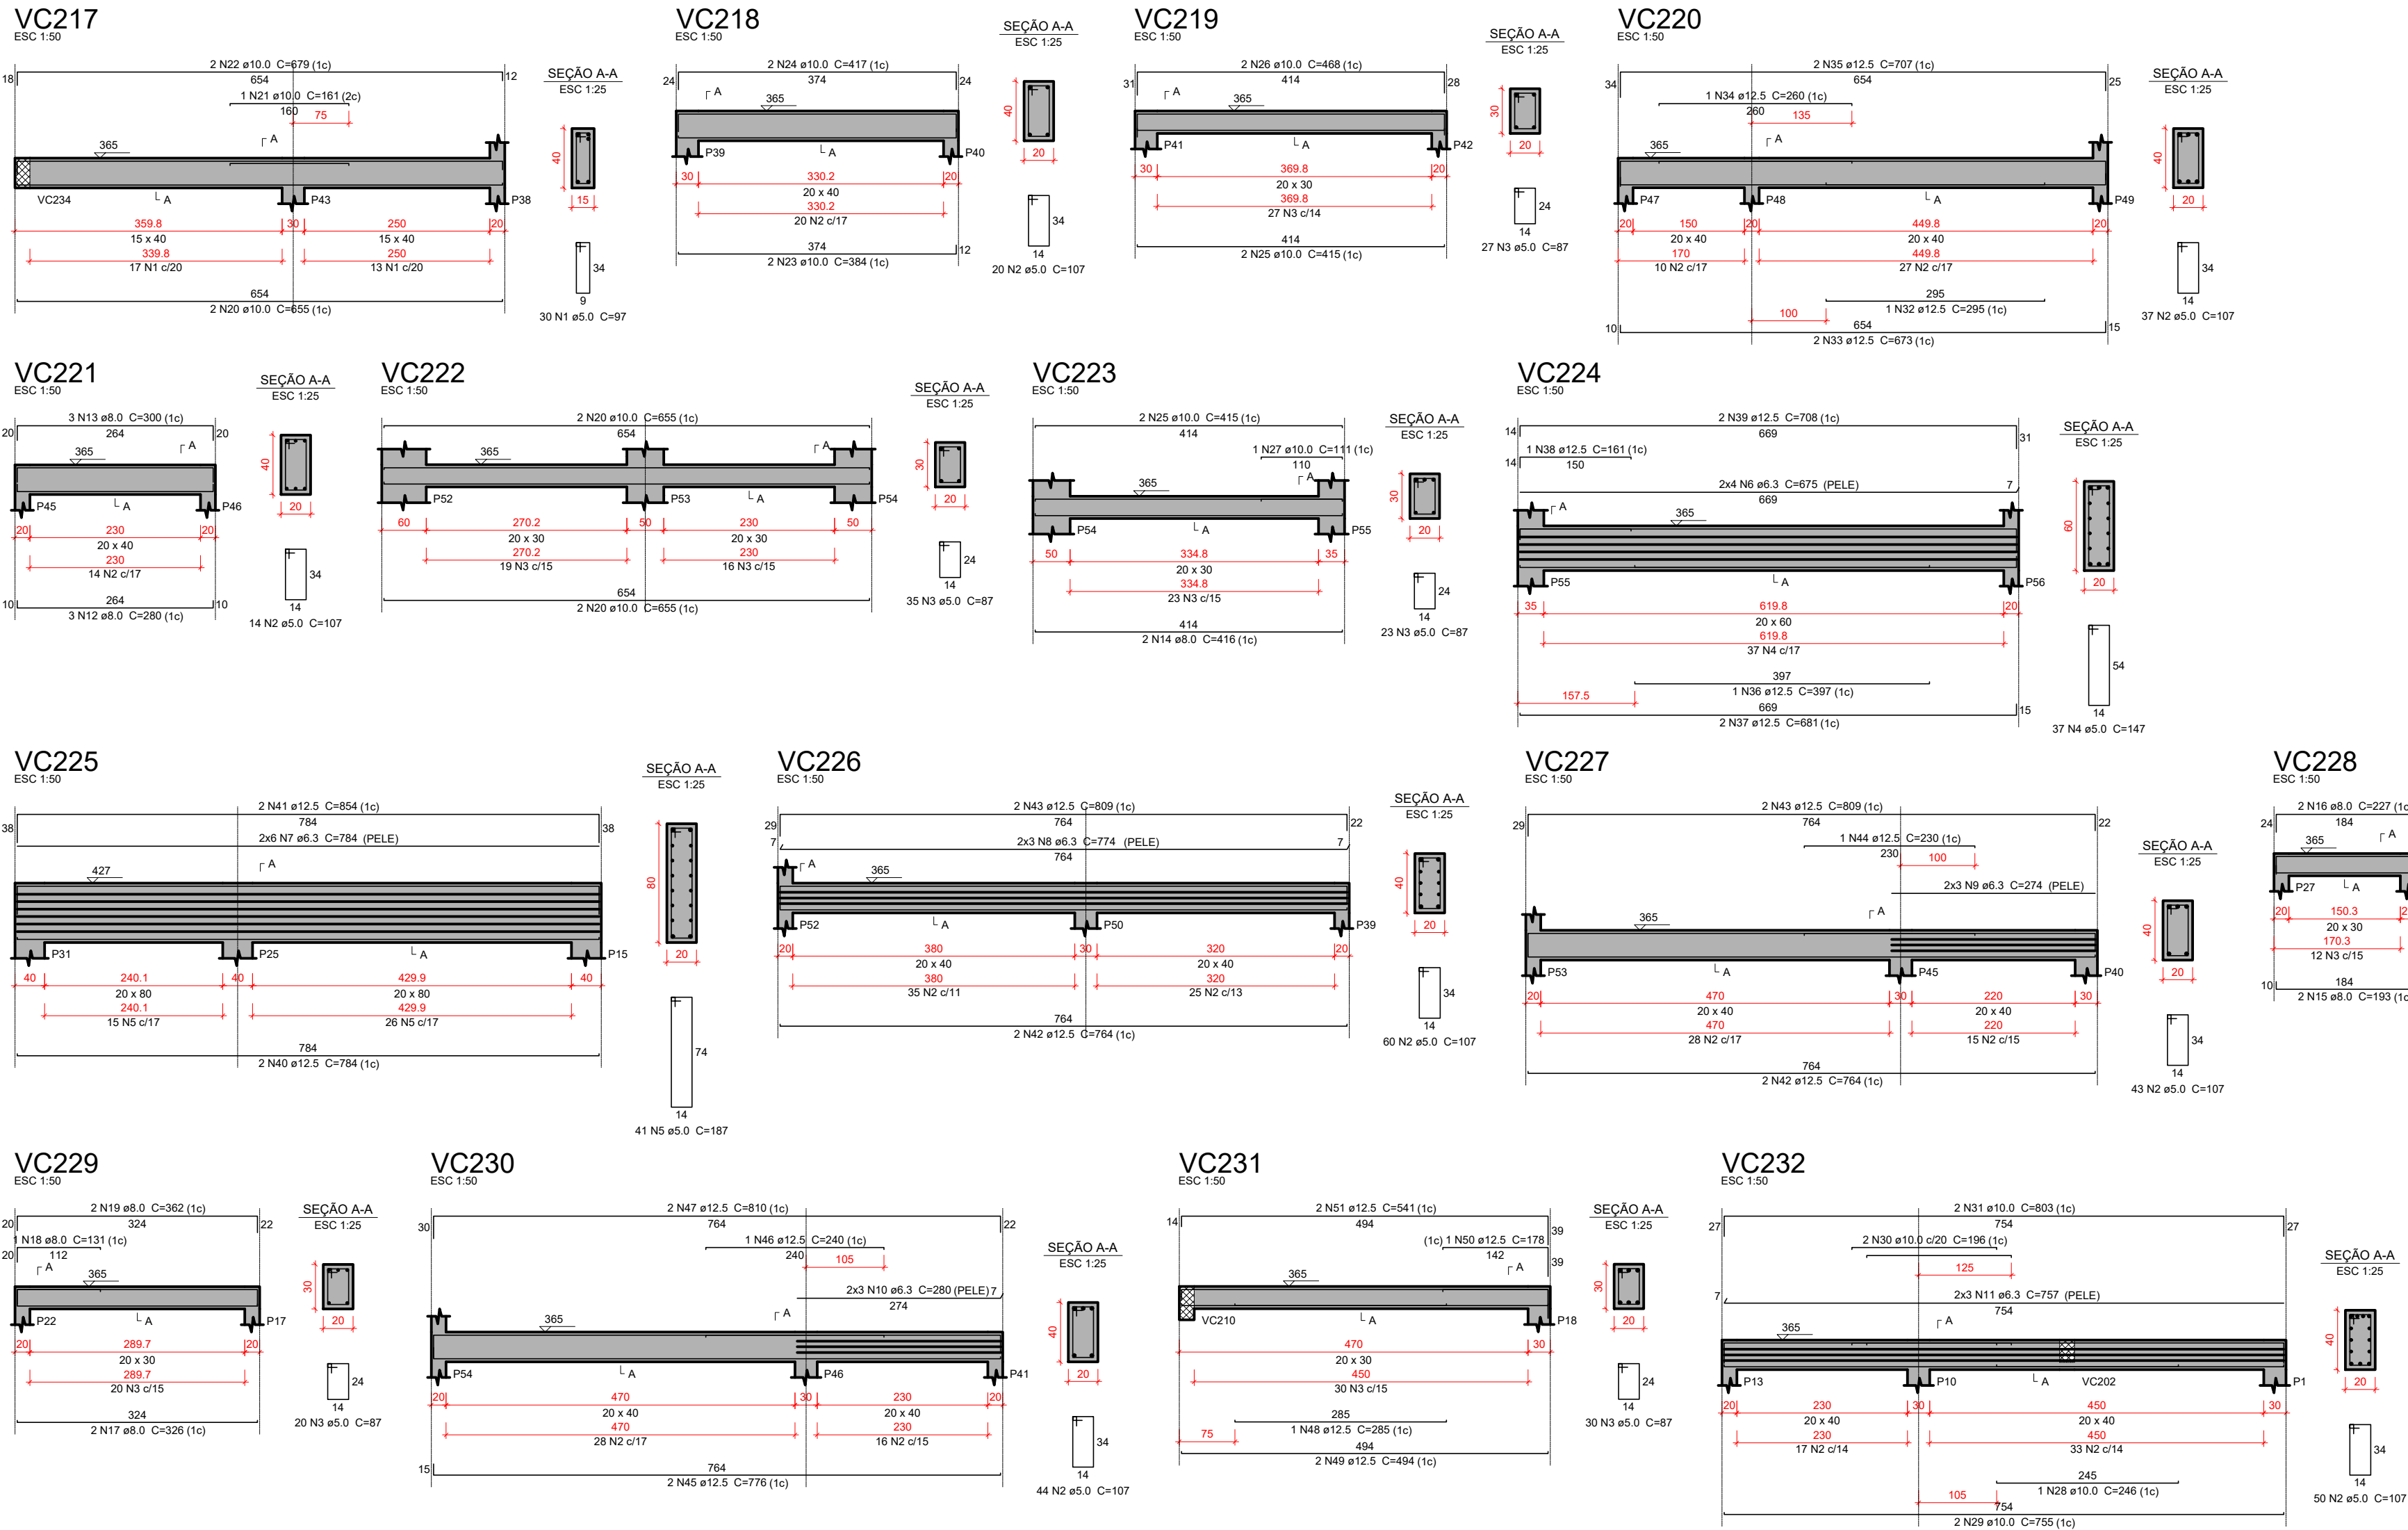 VC217
ESC 1:50
2 N22 ø10.0 C=679 (1c)
18
654
12
1 N21 ø10.0 C=161 (2c)
160
75
A
365
VC234
A
P43
P38
359.8
30
250
20
15 x 40
15 x 40
339.8
250
17 N1 c/20
13 N1 c/20
654
2 N20 ø10.0 C=655 (1c)
SEÇÃO A-A
ESC 1:25
40
15
34
9
30 N1 ø5.0 C=97
VC218
ESC 1:50
2 N24 ø10.0 C=417 (1c)
24
374
24
A
365
P39
A
P40
30
330.2
20
20 x 40
330.2
20 N2 c/17
374
12
2 N23 ø10.0 C=384 (1c)
SEÇÃO A-A
ESC 1:25
40
20
34
14
20 N2 ø5.0 C=107
VC219
ESC 1:50
2 N26 ø10.0 C=468 (1c)
31
414
28
A
365
P41
A
P42
30
369.8
20
20 x 30
369.8
27 N3 c/14
414
2 N25 ø10.0 C=415 (1c)
SEÇÃO A-A
ESC 1:25
30
20
24
14
27 N3 ø5.0 C=87
VC220
ESC 1:50
2 N35 ø12.5 C=707 (1c)
34
654
25
1 N34 ø12.5 C=260 (1c)
260
135
A
365
P47
P48
A
P49
20
150
20
449.8
20
20 x 40
20 x 40
170
449.8
10 N2 c/17
27 N2 c/17
295
1 N32 ø12.5 C=295 (1c)
100
10
654
15
2 N33 ø12.5 C=673 (1c)
SEÇÃO A-A
ESC 1:25
40
20
34
14
37 N2 ø5.0 C=107
VC221
ESC 1:50
3 N13 ø8.0 C=300 (1c)
20
264
20
A
365
P45
A
P46
20
230
20
20 x 40
230
14 N2 c/17
10
264
10
3 N12 ø8.0 C=280 (1c)
SEÇÃO A-A
ESC 1:25
40
20
34
14
14 N2 ø5.0 C=107
VC222
ESC 1:50
2 N20 ø10.0 C=655 (1c)
654
A
365
P52
P53
A
P54
60
270.2
50
230
50
20 x 30
20 x 30
270.2
230
19 N3 c/15
16 N3 c/15
654
2 N20 ø10.0 C=655 (1c)
SEÇÃO A-A
ESC 1:25
30
20
24
14
35 N3 ø5.0 C=87
VC223
ESC 1:50
2 N25 ø10.0 C=415 (1c)
414
1 N27 ø10.0 C=111 (1c)
110
A
365
P54
A
P55
50
334.8
35
20 x 30
334.8
23 N3 c/15
414
2 N14 ø8.0 C=416 (1c)
SEÇÃO A-A
ESC 1:25
30
20
24
14
23 N3 ø5.0 C=87
VC224
ESC 1:50
2 N39 ø12.5 C=708 (1c)
14
669
31
1 N38 ø12.5 C=161 (1c)
14
150
2x4 N6 ø6.3 C=675 (PELE)
7
669
A
365
P55
A
P56
35
619.8
20
20 x 60
619.8
37 N4 c/17
397
1 N36 ø12.5 C=397 (1c)
157.5
669
15
2 N37 ø12.5 C=681 (1c)
SEÇÃO A-A
ESC 1:25
60
20
54
14
37 N4 ø5.0 C=147
VC225
ESC 1:50
2 N41 ø12.5 C=854 (1c)
38
784
38
2x6 N7 ø6.3 C=784 (PELE)
A
427
P31
P25
A
P15
40
240.1
40
429.9
40
20 x 80
20 x 80
240.1
429.9
15 N5 c/17
26 N5 c/17
784
2 N40 ø12.5 C=784 (1c)
SEÇÃO A-A
ESC 1:25
80
20
74
14
41 N5 ø5.0 C=187
VC226
ESC 1:50
2 N43 ø12.5 C=809 (1c)
29
764
22
7
2x3 N8 ø6.3 C=774 (PELE)
7
764
A
365
P52
A
P50
P39
20
380
30
320
20
20 x 40
20 x 40
380
320
35 N2 c/11
25 N2 c/13
764
2 N42 ø12.5 C=764 (1c)
SEÇÃO A-A
ESC 1:25
40
20
34
14
60 N2 ø5.0 C=107
VC227
ESC 1:50
2 N43 ø12.5 C=809 (1c)
29
764
22
1 N44 ø12.5 C=230 (1c)
230
100
2x3 N9 ø6.3 C=274 (PELE)
A
365
P53
A
P45
P40
20
470
30
220
30
20 x 40
20 x 40
470
220
28 N2 c/17
15 N2 c/15
764
2 N42 ø12.5 C=764 (1c)
SEÇÃO A-A
ESC 1:25
40
20
34
14
43 N2 ø5.0 C=107
VC228
ESC 1:50
2 N16 ø8.0 C=227 (1c
24
184
A
365
P27
A
20
150.3
2
20 x 30
170.3
12 N3 c/15
10
184
2 N15 ø8.0 C=193 (1c
VC229
ESC 1:50
2 N19 ø8.0 C=362 (1c)
20
324
22
1 N18 ø8.0 C=131 (1c)
20
112
A
365
P22
A
P17
20
289.7
20
20 x 30
289.7
20 N3 c/15
324
2 N17 ø8.0 C=326 (1c)
SEÇÃO A-A
ESC 1:25
30
20
24
14
20 N3 ø5.0 C=87
VC230
ESC 1:50
2 N47 ø12.5 C=810 (1c)
30
764
22
1 N46 ø12.5 C=240 (1c)
240
105
2x3 N10 ø6.3 C=280 (PELE)
7
274
A
365
P54
A
P46
P41
20
470
30
230
20
20 x 40
20 x 40
470
230
28 N2 c/17
16 N2 c/15
15
764
2 N45 ø12.5 C=776 (1c)
SEÇÃO A-A
ESC 1:25
40
20
34
14
44 N2 ø5.0 C=107
VC231
ESC 1:50
2 N51 ø12.5 C=541 (1c)
14
494
39
(1c) 1 N50 ø12.5 C=178
142
39
A
365
VC210
A
P18
470
30
20 x 30
450
30 N3 c/15
285
1 N48 ø12.5 C=285 (1c)
75
494
2 N49 ø12.5 C=494 (1c)
SEÇÃO A-A
ESC 1:25
30
20
24
14
30 N3 ø5.0 C=87
VC232
ESC 1:50
2 N31 ø10.0 C=803 (1c)
27
754
27
2 N30 ø10.0 c/20 C=196 (1c)
125
7
2x3 N11 ø6.3 C=757 (PELE)
754
A
365
P13
P10
A
VC202
P1
20
230
30
450
30
20 x 40
20 x 40
230
450
17 N2 c/14
33 N2 c/14
245
1 N28 ø10.0 C=246 (1c)
105
754
2 N29 ø10.0 C=755 (1c)
SEÇÃO A-A
ESC 1:25
40
20
34
14
50 N2 ø5.0 C=107